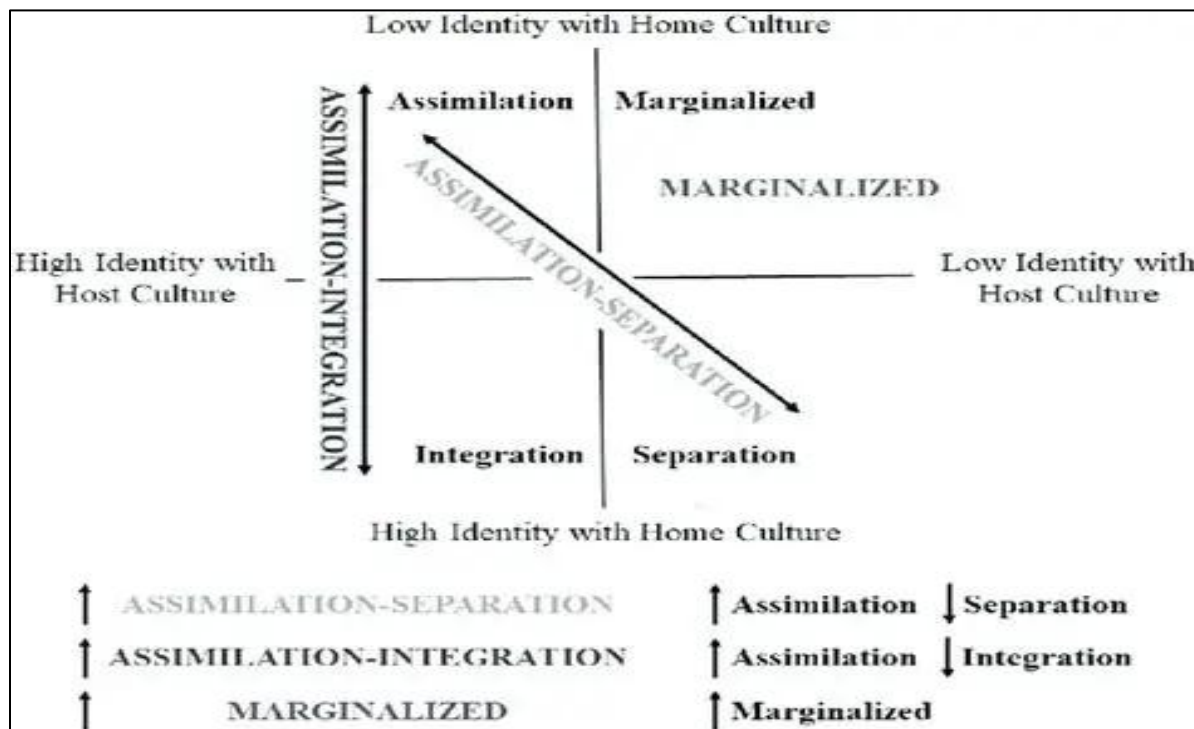 Low Identity with Home Culture
Assimilation Marginalized
ASSIMILATION-INTEGRATION
ASSIMILATION-SEPARATION
MARGINALIZED
High Identity with
Host Culture
Low Identity with
Host Culture
Integration Separation
High Identity with Home Culture
↑ ASSIMILATION-SEPARATION ↑ Assimilation ↓ Separation
↑ ASSIMILATION-INTEGRATION ↑ Assimilation ↓ Integration
↑ MARGINALIZED ↑ Marginalized